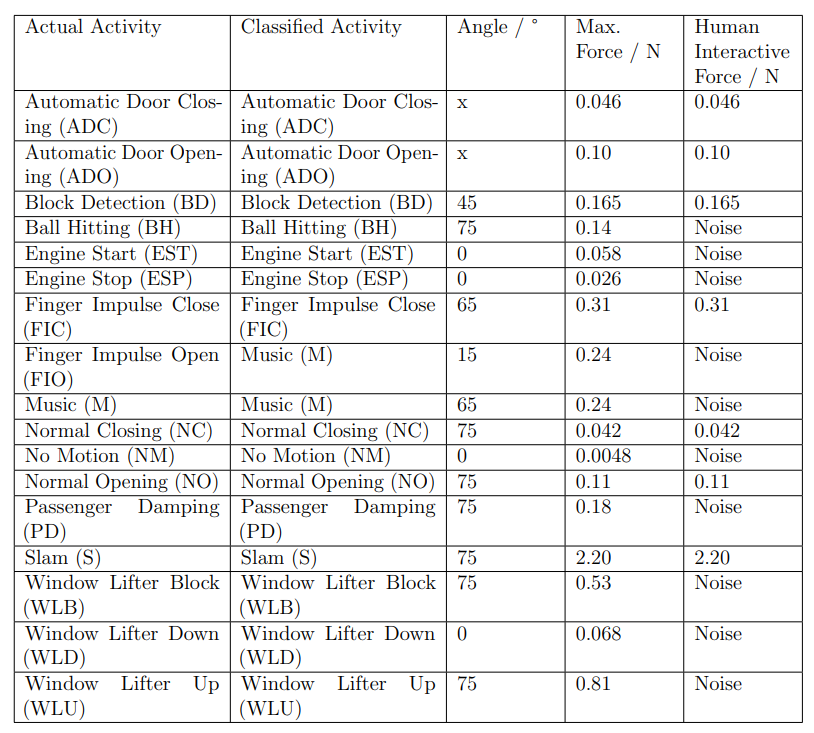 Actual Activity Classified Activity Angle / ° Max. Human
Force / N Interactive
Force / N
Automatic Door Clos- Automatic Door Clos- x 0.046 0.046
ing (ADC) ing (ADC)
Automatic Door Open- Automatic Door Open- x 0.10 0.10
ing (ADO) ing (ADO)
Block Detection (BD) Block Detection (BD) 45 0.165 0.165
Ball Hitting (BH) Ball Hitting (BH) 75 0.14 Noise
Engine Start (EST) Engine Start (EST) 0 0.058 Noise
Engine Stop (ESP) Engine Stop (ESP) 0 0.026 Noise
Finger Impulse Close Finger Impulse Close 65 0.31 0.31
(FIC) (FIC)
Finger Impulse Open Music (M) 15 0.24 Noise
(FIO)
Music (M) Music (M) 65 0.24 Noise
Normal Closing (NC) Normal Closing (NC) 75 0.042 0.042
No Motion (NM) No Motion (NM) 0 0.0048 Noise
Normal Opening (NO) Normal Opening (NO) 75 0.11 0.11
Passenger Damping Passenger Damping 75 0.18 Noise
(PD) (PD)
Slam (S) Slam (S) 75 2.20 2.20
Window Lifter Block Window Lifter Block 75 0.53 Noise
(WLB) (WLB)
Window Lifter Down Window Lifter Down 0 0.068 Noise
(WLD) (WLD)
Window Lifter Up Window Lifter Up 75 0.81 Noise
(WLU) (WLU)